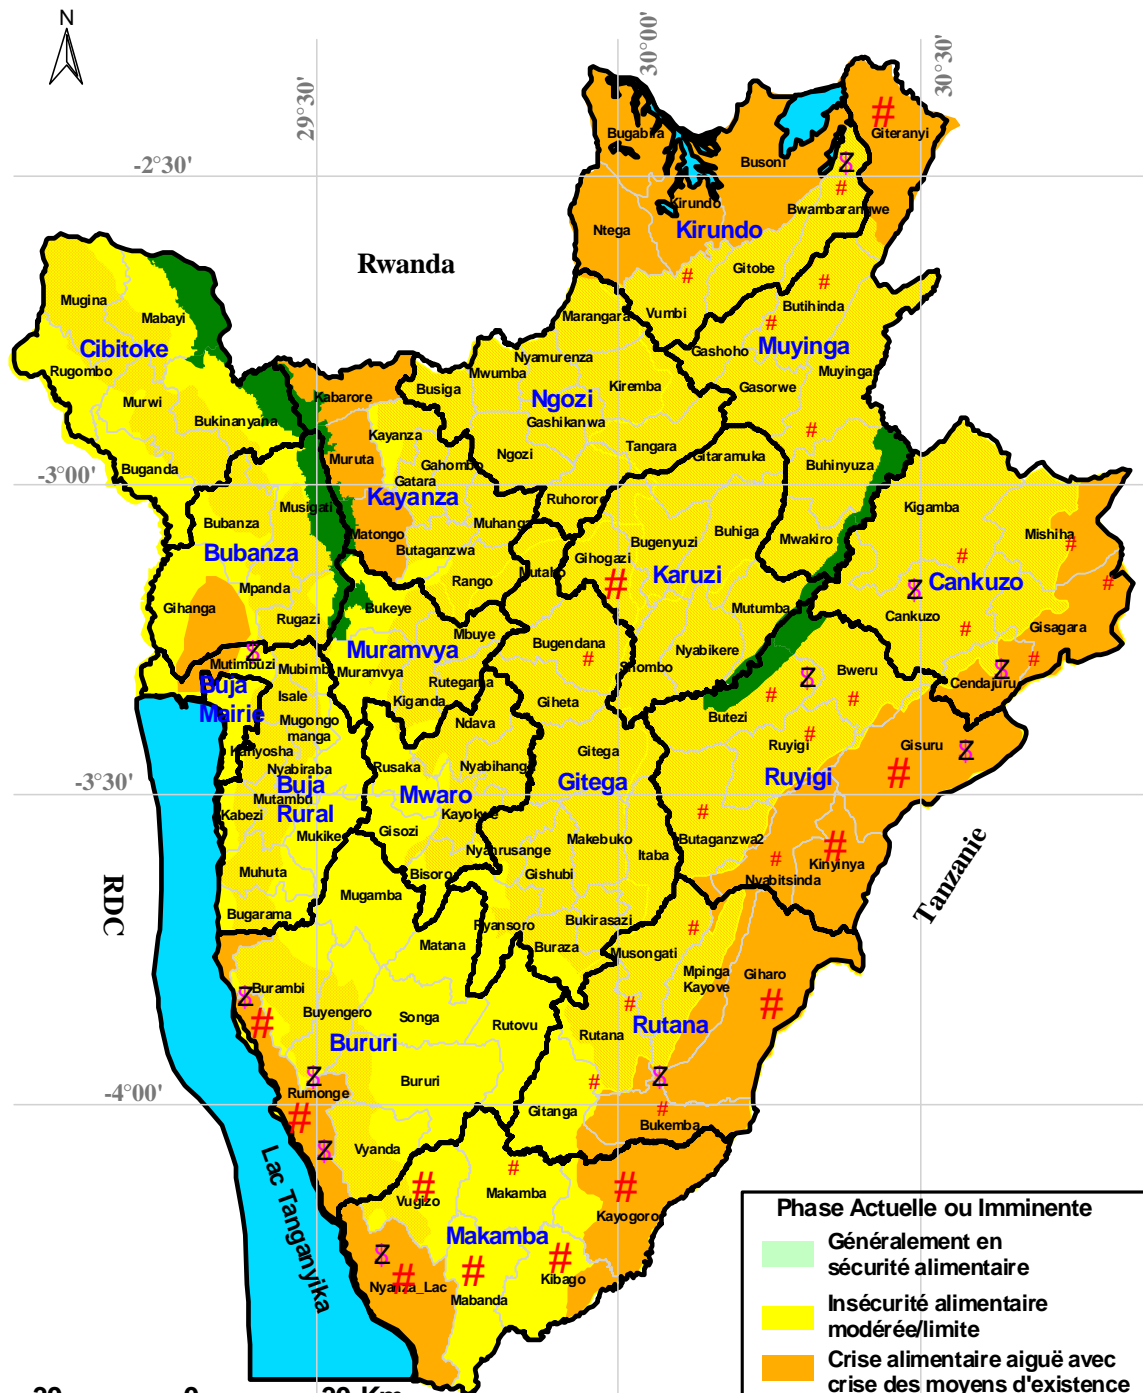 N
30°00'
30°30'
29°30'
-2°30'
-3°00'
-3°30'
-4°00'
Rwanda
RDC
Tanzanie
Lac Tanganyika
Bugabira
Busoni
Giteranyi
Kirundo
Bwambarangwe
Ntega
Kirundo
Gitobe
Vumbi
Butihinda
Marangara
Gashoho
Muyinga
Muyinga
Gasorwe
Buhinyuza
Mwakiro
Mugina
Mabayi
Cibitoke
Rugombo
Murwi
Bukinanyana
Buganda
Nyamurenza
Mwumba
Busiga
Kiremba
Ngozi
Gashikanwa
Tangara
Ngozi
Gitaramuka
Ruhororo
Kabarore
Kayanza
Muruta
Gahombo
Gatara
Kayanza
Muhanga
Matongo
Butaganzwa
Rango
Mutaho
Musigati
Bubanza
Bubanza
Mpanda
Gihanga
Rugazi
Buhiga
Bugenyuzi
Gihogazi
Karuzi
Mutumba
Nyabikere
Shombo
Kigamba
Mishiha
Cankuzo
Cankuzo
Gisagara
Cendajuru
Bukeye
Mbuye
Muramvya
Muramvya
Rutegama
Kiganda
Bugendana
Giheta
Mutimbuzi
Mubimbi
Buja
Mairie
Isale
Mugongo
manga
Kanyosha
Nyabiraba
Buja
Rural
Mutambu
Kabezi
Mukike
Muhuta
Bugarama
Ndava
Rusaka
Nyabihanga
Mwaro
Kayokwe
Gisozi
Nyanrusange
Bisoro
Gitega
Gitega
Makebuko
Itaba
Gishubi
Bukirasazi
Ryansoro
Buraza
Bweru
Butezi
Ruyigi
Gisuru
Ruyigi
Butaganzwa2
Kinyinya
Nyabitsinda
Mugamba
Matana
Burambi
Buyengero
Songa
Rutovu
Bururi
Bururi
Rumonge
Vyanda
Musongati
Mpinga
Kayove
Giharo
Rutana
Rutana
Gitanga
Bukemba
Vugizo
Makamba
Kayogoro
Makamba
Kibago
Nyanza_Lac
Mabanda
Phase Actuelle ou Imminente
Généralement en
sécurité alimentaire
Insécurité alimentaire
modérée/limite
Crise alimentaire aiguë avec
crise des moyens d'existence